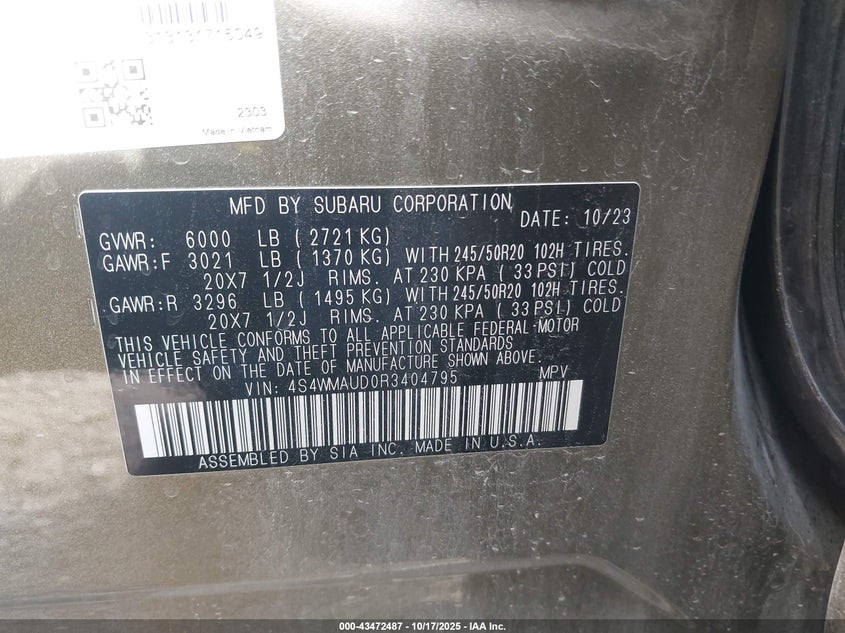 313131715049
2303
Made in Vietnam
MFD BY SUBARU CORPORATION
DATE: 10/23
GVWR: 6000 LB ( 2721 KG)
GAWR:F 3021 LB ( 1370 KG) WITH 245/50R20 102H TIRES.
20X7 1/2J RIMS. AT 230 KPA ( 33 PSI) COLD
GAWR:R 3296 LB ( 1495 KG) WITH 245/50R20 102H TIRES.
20X7 1/2J RIMS. AT 230 KPA ( 33 PSI) COLD
THIS VEHICLE CONFORMS TO ALL APPLICABLE FEDERAL MOTOR
VEHICLE SAFETY AND THEFT PREVENTION STANDARDS
IN EFFECT ON THE DATE OF MANUFACTURE SHOWN ABOVE.
VIN: 4S4WMAUD0R3404795 MPV
ASSEMBLED BY SIA INC. MADE IN U.S.A.
000-43472487 - 10/17/2025 - IAA Inc.